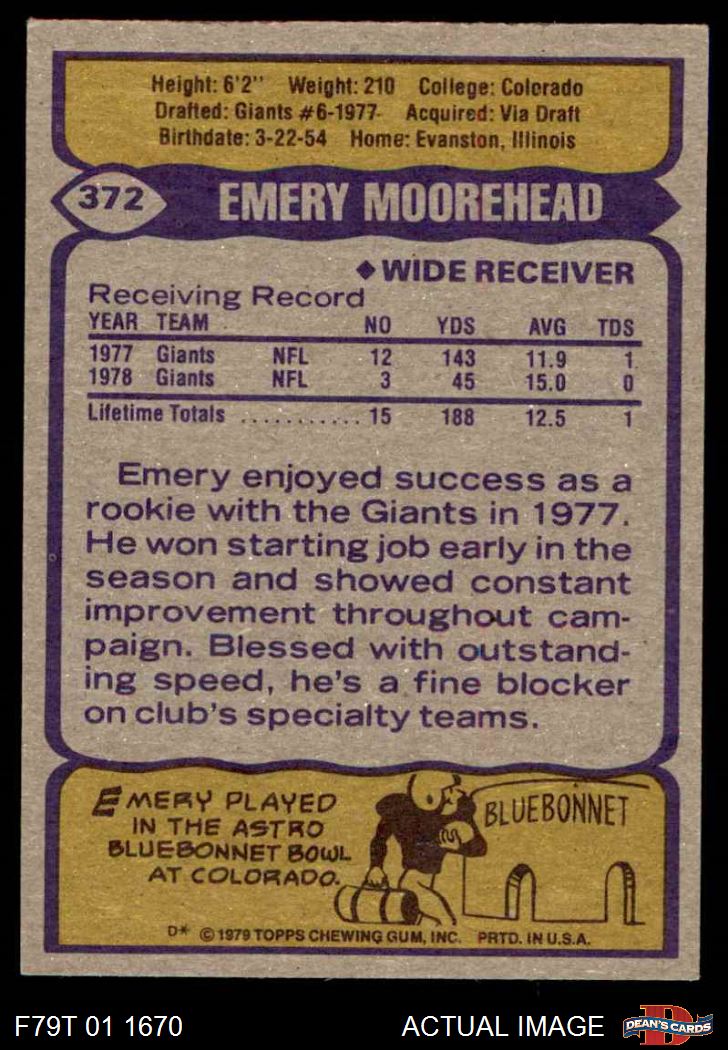 Height: 6'2" Weight: 210 College: Colorado
Drafted: Giants #6-1977 Acquired: Via Draft
Birthdate: 3-22-54 Home: Evanston, Illinois
372 EMERY MOOREHEAD
◆ WIDE RECEIVER
Receiving Record
YEAR TEAM NO YDS AVG TDS
1977 Giants NFL 12 143 11.9 1
1978 Giants NFL 3 45 15.0 0
Lifetime Totals ............ 15 188 12.5 1
Emery enjoyed success as a
rookie with the Giants in 1977.
He won starting job early in the
season and showed constant
improvement throughout cam-
paign. Blessed with outstand-
ing speed, he's a fine blocker
on club's specialty teams.
EMERY PLAYED
IN THE ASTRO
BLUEBONNET BOWL
AT COLORADO.
BLUEBONNET
D* © 1979 TOPPS CHEWING GUM, INC. PRTD. IN U.S.A.
F79T 01 1670 ACTUAL IMAGE
D
DEAN'S CARDS